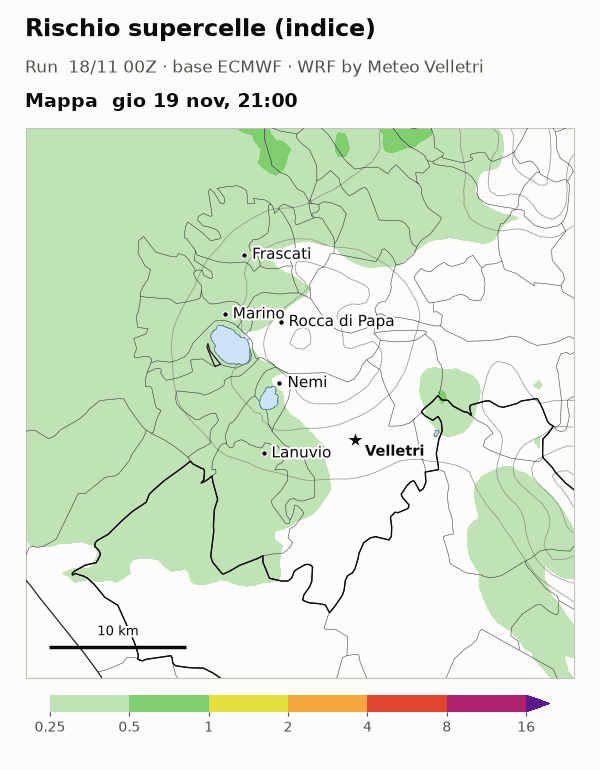 Rischio supercelle (indice)
Run  18/11 00Z · base ECMWF · WRF by Meteo Velletri
Mappa  gio 19 nov, 21:00
Frascati
Marino
Rocca di Papa
Nemi
Velletri
Lanuvio
10 km
0.25 0.5 1 2 4 8 16